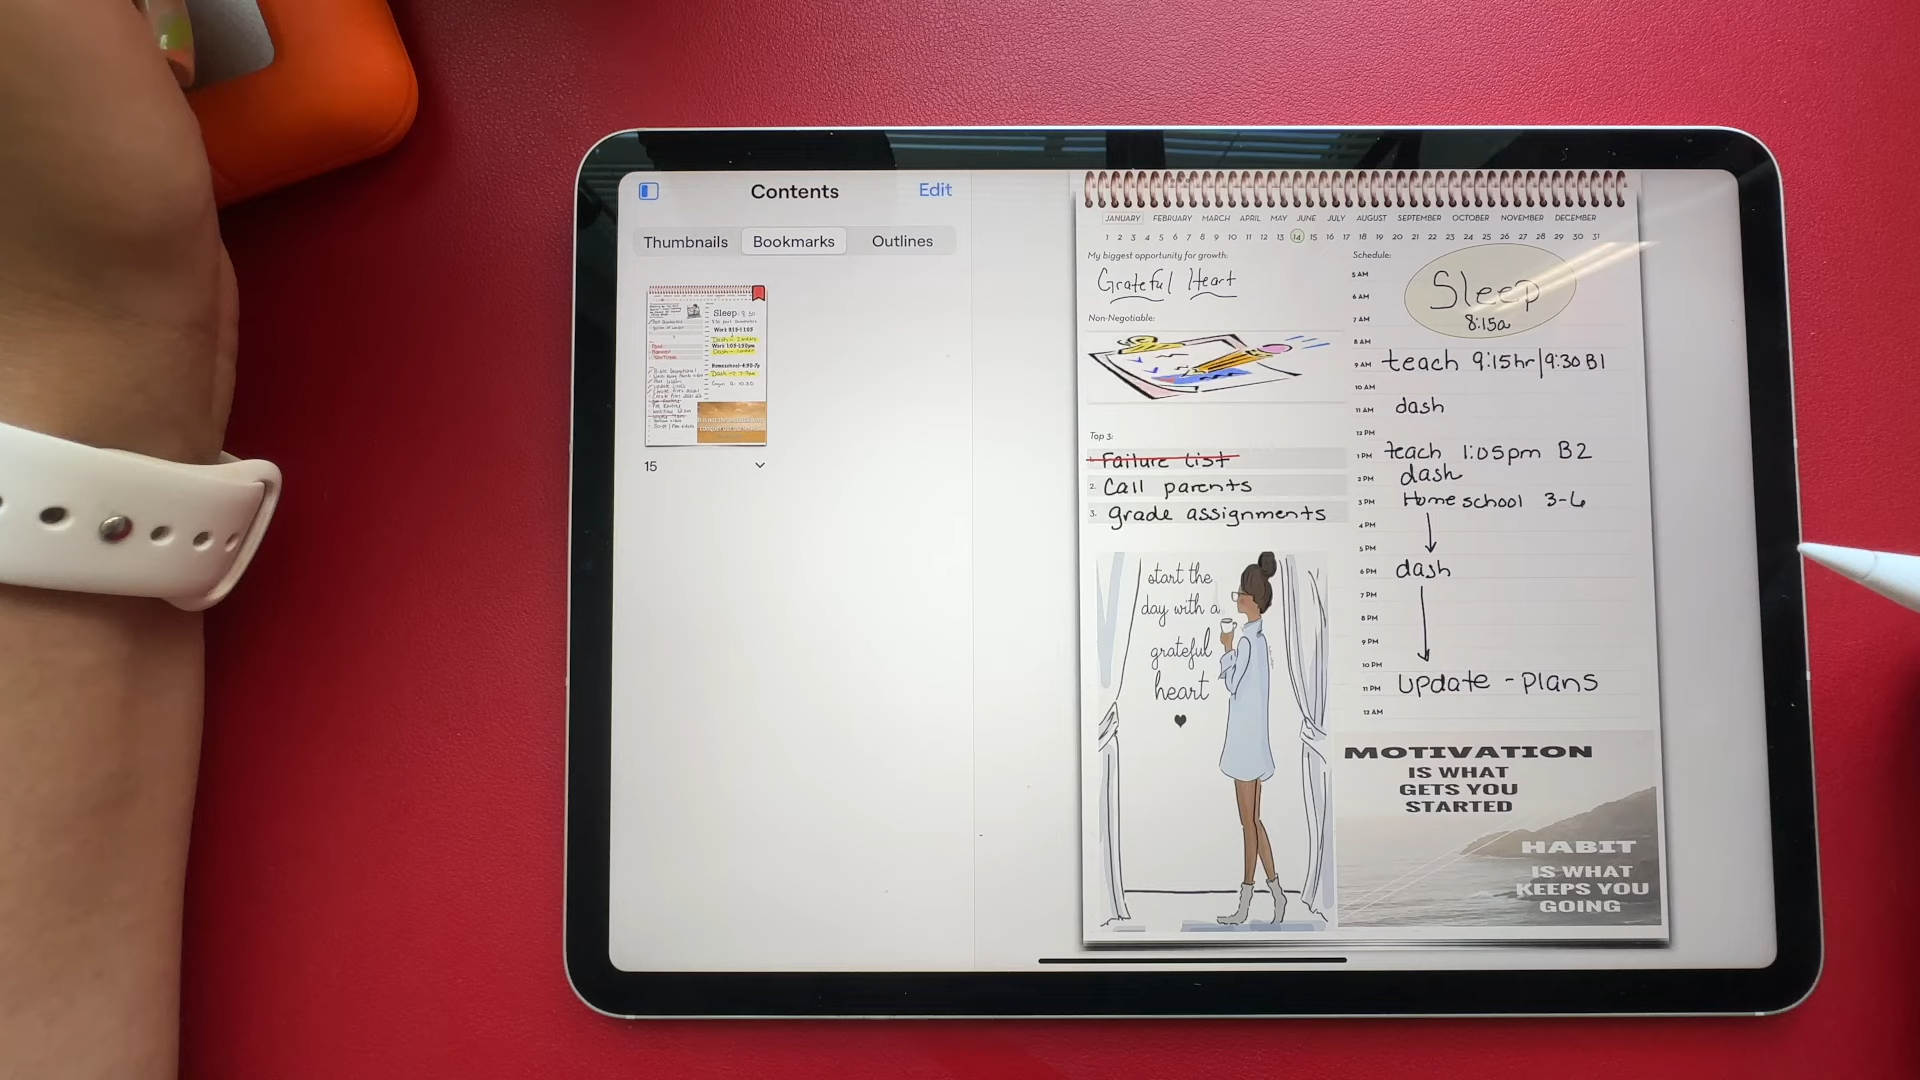 Contents
Edit
Thumbnails
Bookmarks
Outlines
Sleep
15
JANUARY FEBRUARY MARCH APRIL MAY JUNE JULY AUGUST SEPTEMBER OCTOBER NOVEMBER DECEMBER
1 2 3 4 5 6 7 8 9 10 11 12 13 14 15 16 17 18 19 20 21 22 23 24 25 26 27 28 29 30 31
My biggest opportunity for growth:
Grateful Heart
Non-Negotiable:
Top 3:
1. Failure list
2. Call parents
3. grade assignments
start the
day with a
grateful
heart
Schedule:
5 AM
6 AM Sleep
7 AM 8:15a
8 AM
9 AM teach 9:15hr|9:30 B1
10 AM
11 AM dash
12 PM
1 PM teach 1:05pm B2
2 PM dash
3 PM Homeschool 3-6
4 PM
5 PM
6 PM dash
7 PM
8 PM
9 PM
10 PM
11 PM update - plans
12 AM
MOTIVATION
IS WHAT
GETS YOU
STARTED
HABIT
IS WHAT
KEEPS YOU
GOING